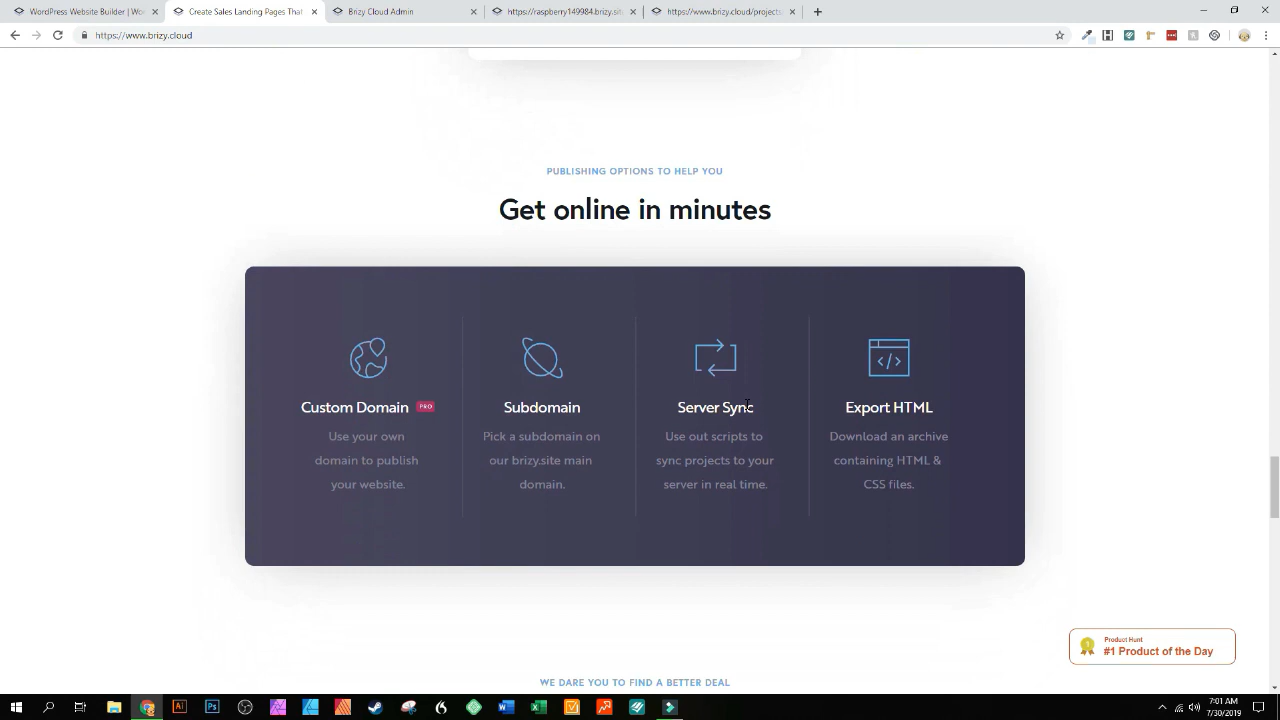 WordPress Website Builder | Wo
Create Sales Landing Pages That
Brizy Cloud Admin
https://raspberry149984.brizy.sit
https://www.brizy.cloud/projects
https://www.brizy.cloud
PUBLISHING OPTIONS TO HELP YOU
Get online in minutes
Custom Domain PRO
Use your own
domain to publish
your website.
Subdomain
Pick a subdomain on
our brizy.site main
domain.
Server Sync
Use out scripts to
sync projects to your
server in real time.
Export HTML
Download an archive
containing HTML &
CSS files.
Product Hunt
#1 Product of the Day
WE DARE YOU TO FIND A BETTER DEAL
7:01 AM
7/30/2019